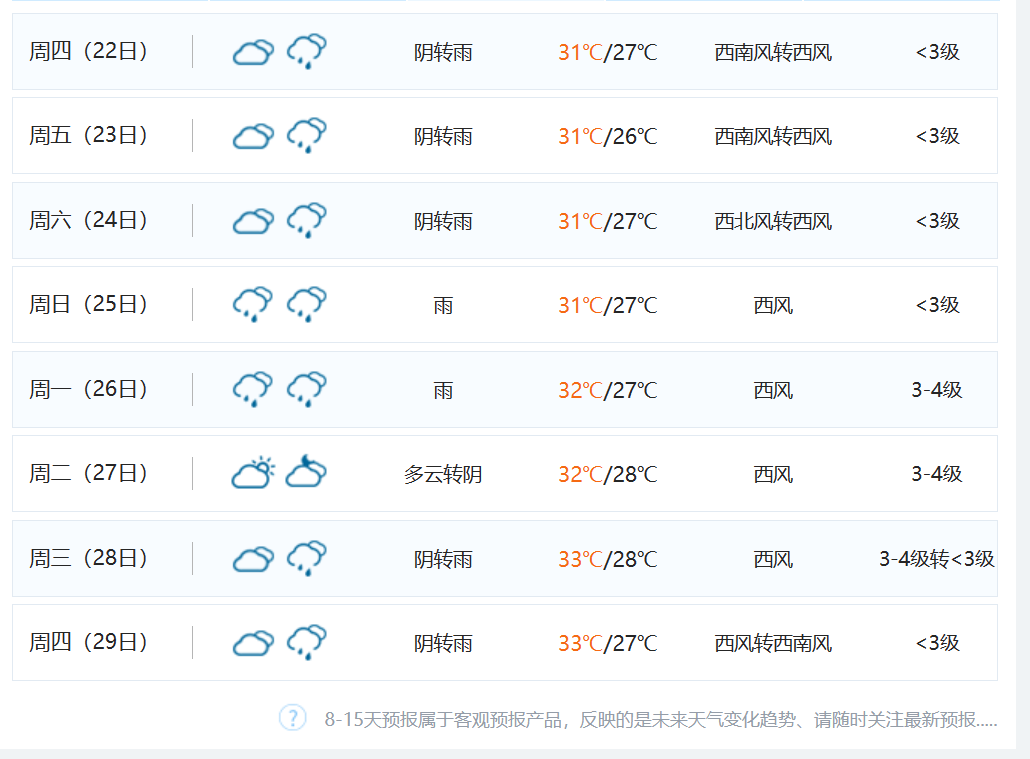 周四（22日） 阴转雨 31℃/27℃ 西南风转西风 <3级
周五（23日） 阴转雨 31℃/26℃ 西南风转西风 <3级
周六（24日） 阴转雨 31℃/27℃ 西北风转西风 <3级
周日（25日） 雨 31℃/27℃ 西风 <3级
周一（26日） 雨 32℃/27℃ 西风 3-4级
周二（27日） 多云转阴 32℃/28℃ 西风 3-4级
周三（28日） 阴转雨 33℃/28℃ 西风 3-4级转<3级
周四（29日） 阴转雨 33℃/27℃ 西风转西南风 <3级
? 8-15天预报属于客观预报产品，反映的是未来天气变化趋势、请随时关注最新预报.....